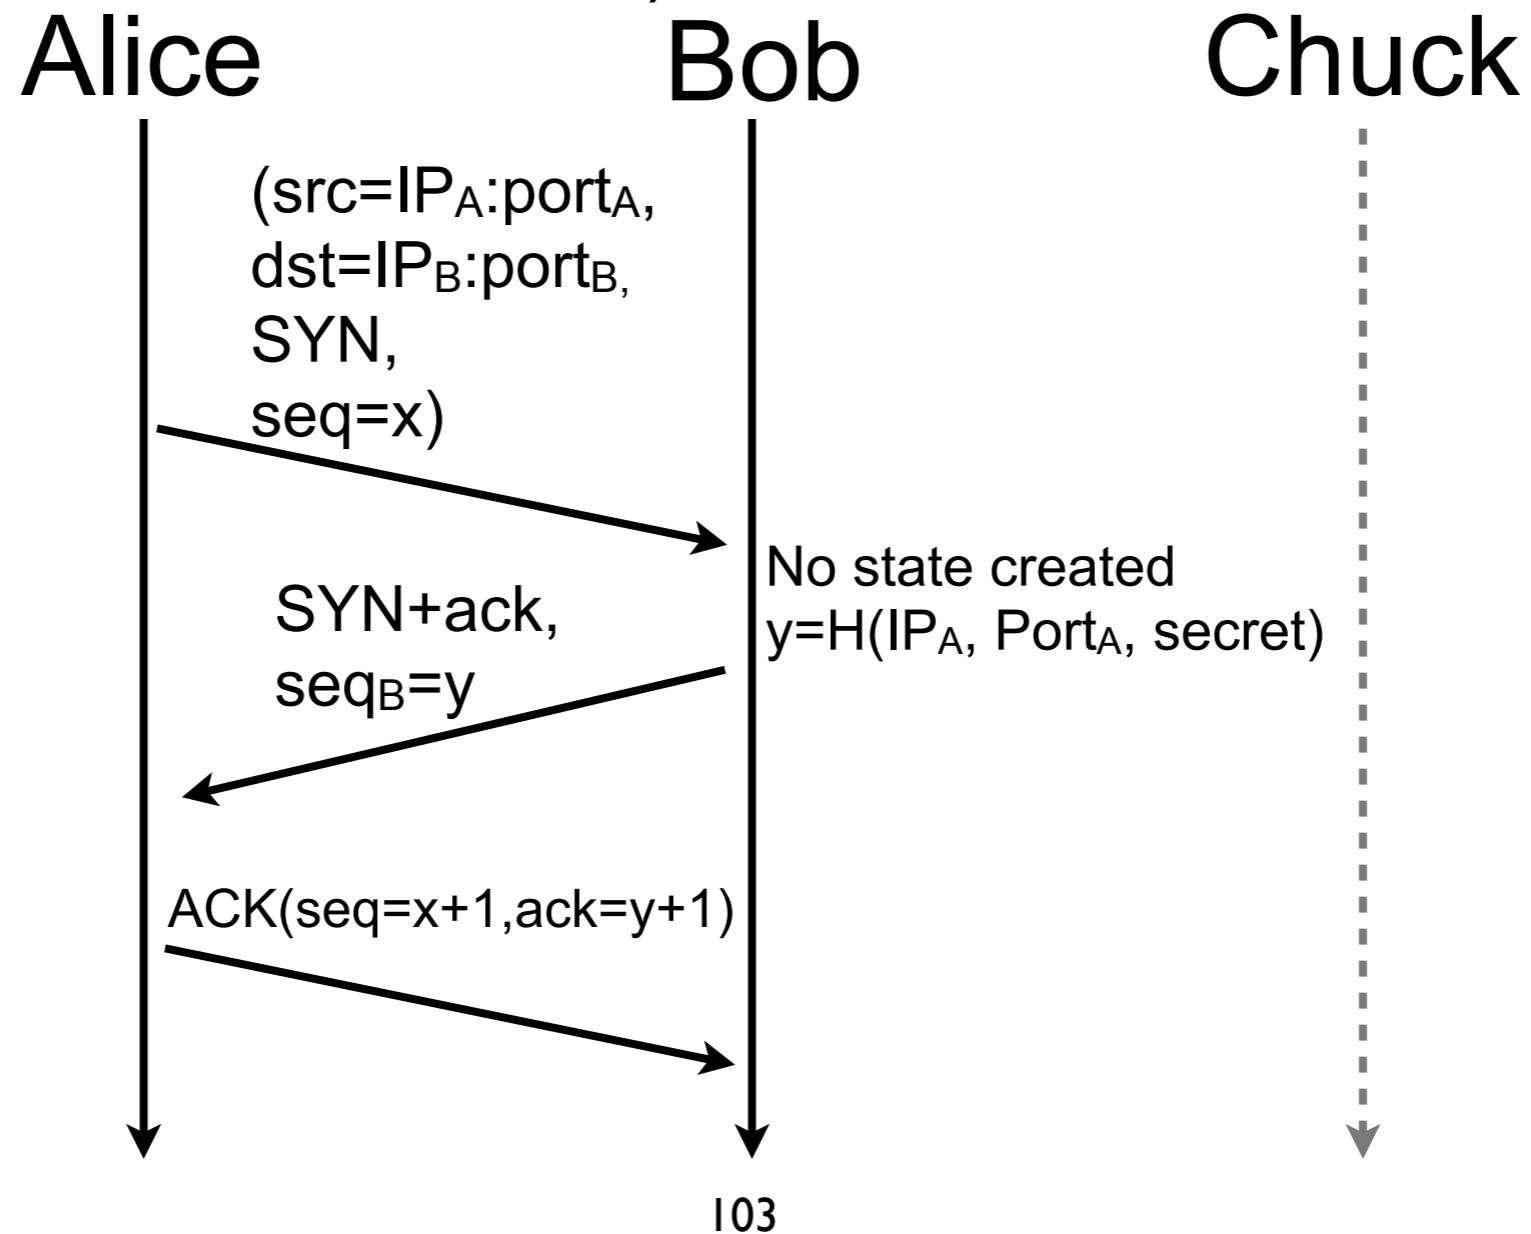 Alice Bob Chuck
(src=IPA:portA,
dst=IPB:portB,
SYN,
seq=x)
No state created
y=H(IPA, PortA, secret)
SYN+ack,
seqB=y
ACK(seq=x+1,ack=y+1)
103